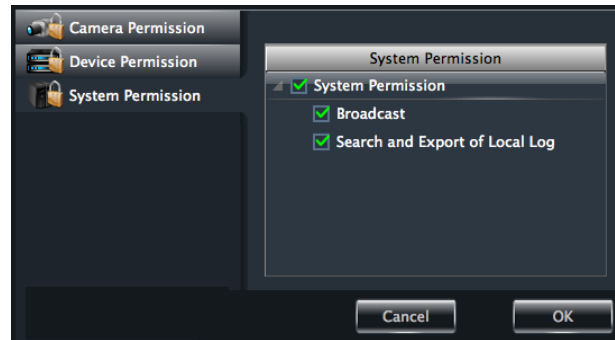 Camera Permission
Device Permission
System Permission
System Permission
System Permission
Broadcast
Search and Export of Local Log
Cancel
OK